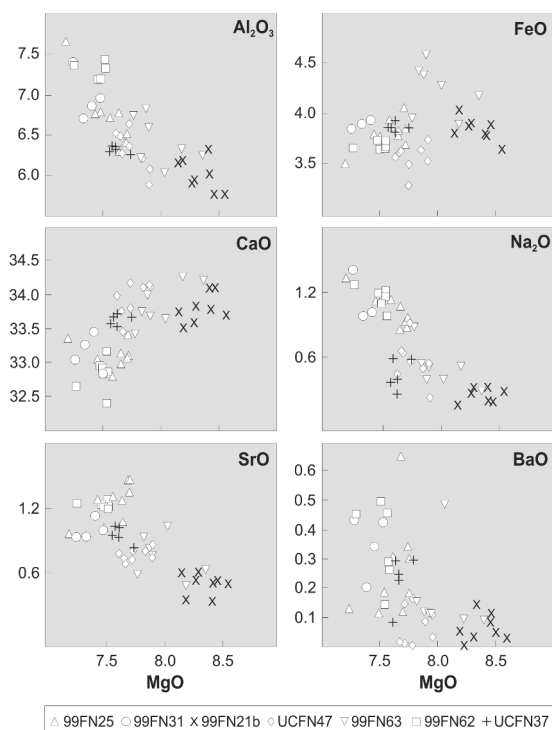 Al₂O₃
7.5
7.0
6.5
6.0
FeO
4.5
4.0
3.5
CaO
34.5
34.0
33.5
33.0
32.5
Na₂O
1.2
0.6
SrO
1.2
0.6
BaO
0.6
0.5
0.4
0.3
0.2
0.1
7.5 8.0 8.5
7.5 8.0 8.5
MgO
MgO
△ 99FN25 ○ 99FN31 × 99FN21b ◇ UCFN47 ▽ 99FN63 □ 99FN62 + UCFN37